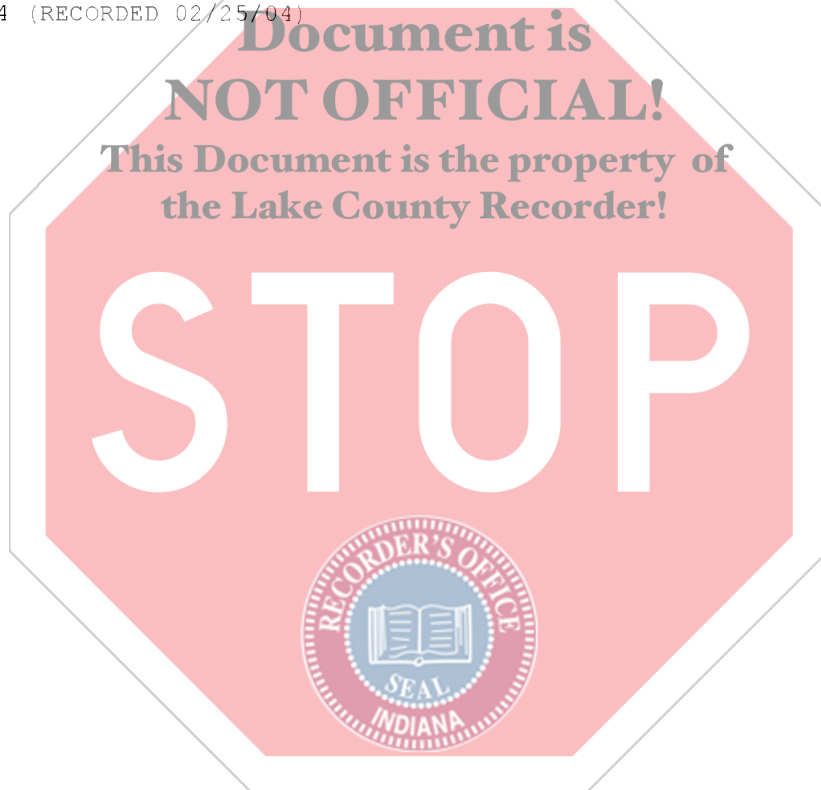 4 (RECORDED 02/25/04)
Document is
NOT OFFICIAL!
This Document is the property of
the Lake County Recorder!
STOP
RECORDER'S OFFICE
SEAL
INDIANA